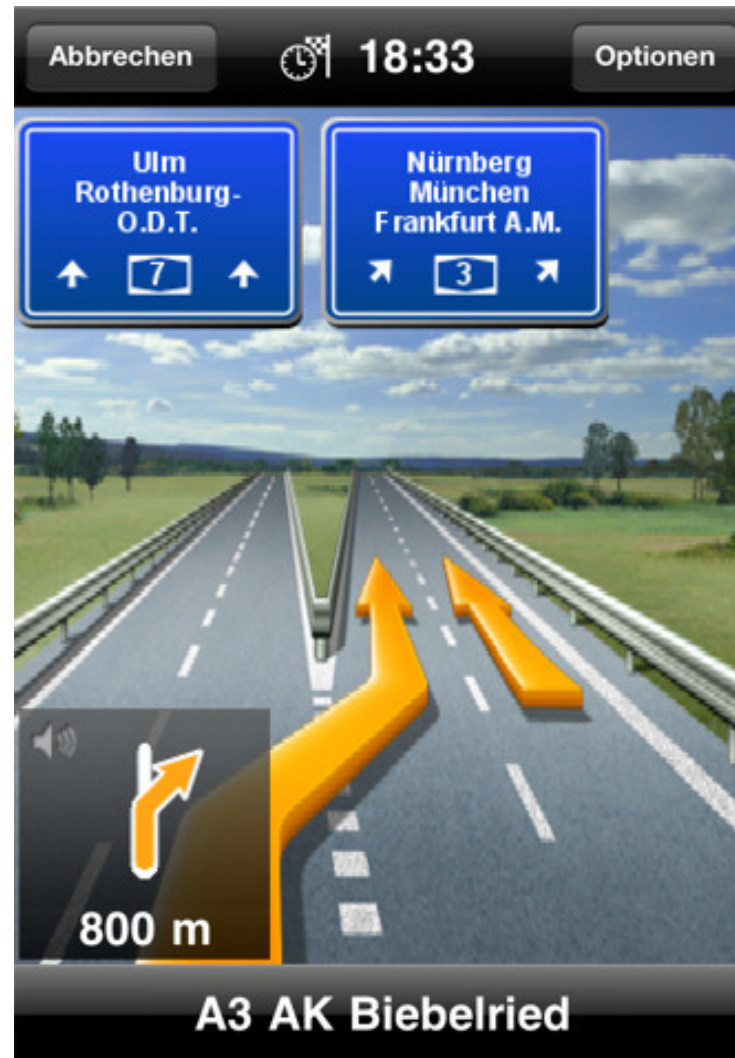 Abbrechen
18:33
Optionen
Ulm
Rothenburg-
O.D.T.
7
Nürnberg
München
Frankfurt A.M.
3
800 m
A3 AK Biebelried